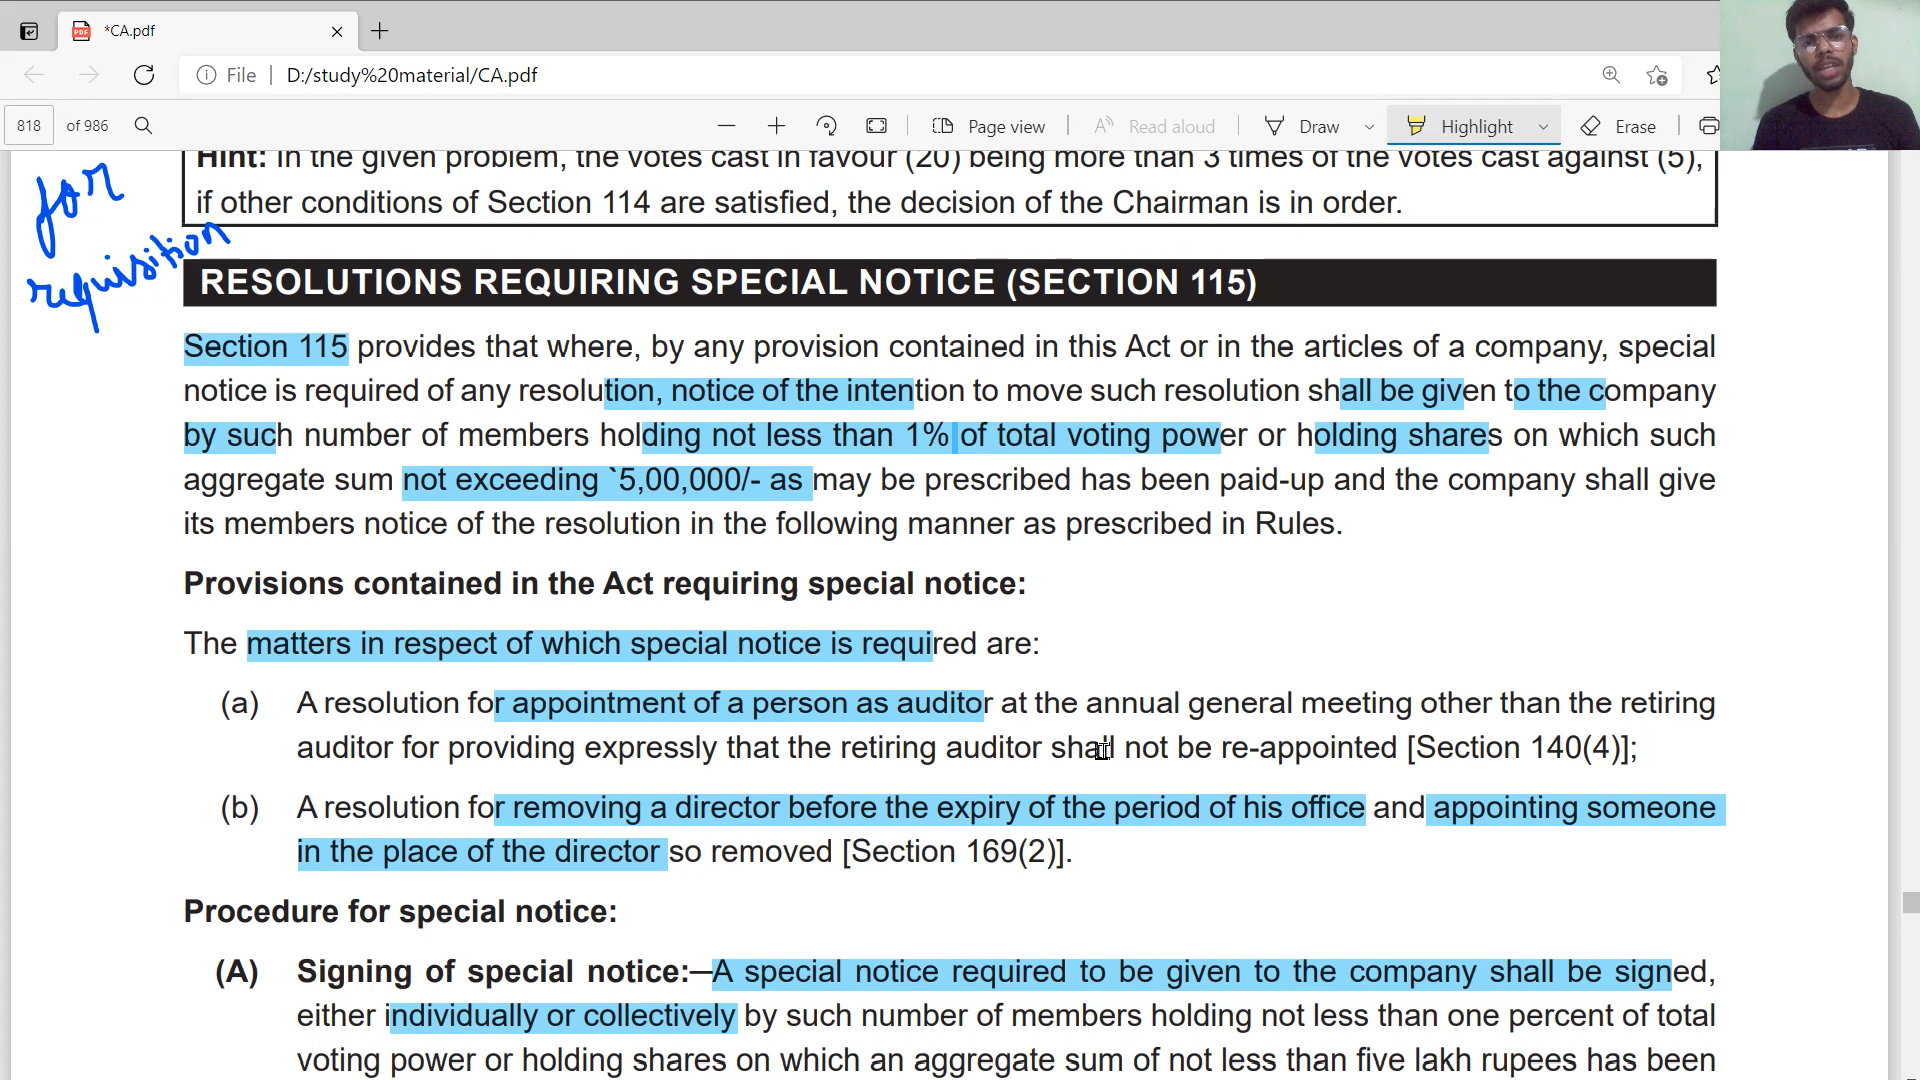 *CA.pdf
File D:/study%20material/CA.pdf
818 of 986 Page view Read aloud Draw Highlight Erase
for
requisition
Hint: In the given problem, the votes cast in favour (20) being more than 3 times of the votes cast against (5),
if other conditions of Section 114 are satisfied, the decision of the Chairman is in order.
RESOLUTIONS REQUIRING SPECIAL NOTICE (SECTION 115)
Section 115 provides that where, by any provision contained in this Act or in the articles of a company, special
notice is required of any resolution, notice of the intention to move such resolution shall be given to the company
by such number of members holding not less than 1% of total voting power or holding shares on which such
aggregate sum not exceeding `5,00,000/- as may be prescribed has been paid-up and the company shall give
its members notice of the resolution in the following manner as prescribed in Rules.
Provisions contained in the Act requiring special notice:
The matters in respect of which special notice is required are:
(a) A resolution for appointment of a person as auditor at the annual general meeting other than the retiring
auditor for providing expressly that the retiring auditor shall not be re-appointed [Section 140(4)];
(b) A resolution for removing a director before the expiry of the period of his office and appointing someone
in the place of the director so removed [Section 169(2)].
Procedure for special notice:
(A) Signing of special notice:—A special notice required to be given to the company shall be signed,
either individually or collectively by such number of members holding not less than one percent of total
voting power or holding shares on which an aggregate sum of not less than five lakh rupees has been